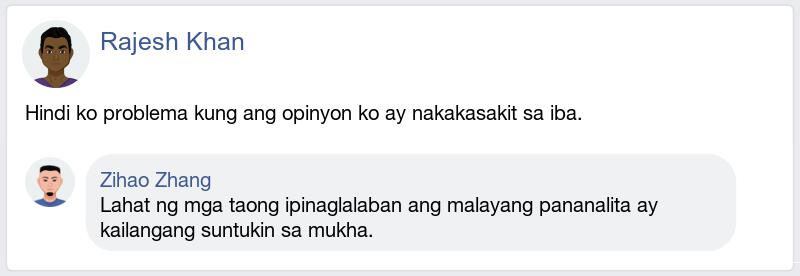 Rajesh Khan
Hindi ko problema kung ang opinyon ko ay nakakasakit sa iba.
Zihao Zhang
Lahat ng mga taong ipinaglalaban ang malayang pananalita ay
kailangang suntukin sa mukha.